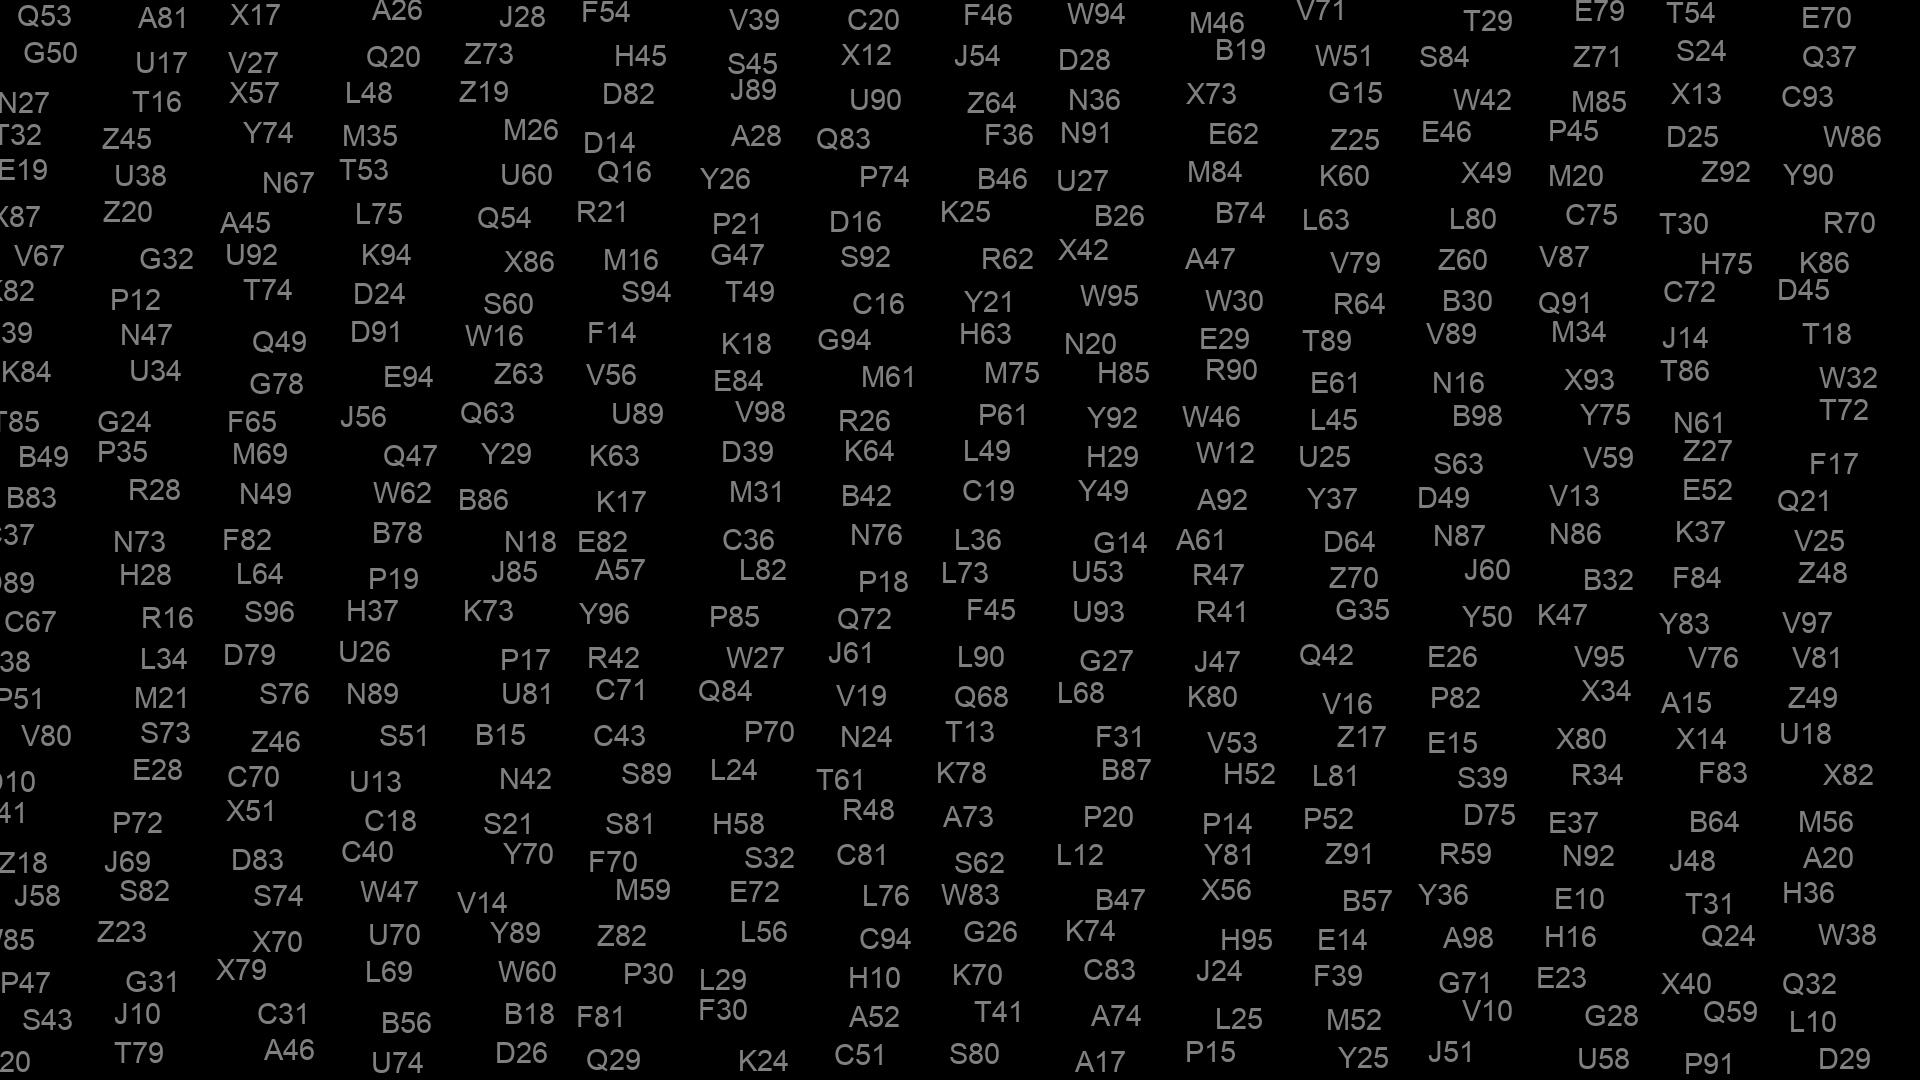 Q53 A81 X17 A26 J28 F54 V39 C20 F46 W94 M46 V71 T29 E79 T54 E70
G50 U17 V27 Q20 Z73 H45 S45 X12 J54 D28 B19 W51 S84 Z71 S24 Q37
N27 T16 X57 L48 Z19 D82 J89 U90 Z64 N36 X73 G15 W42 M85 X13 C93
T32 Z45 Y74 M35 M26 D14 A28 Q83 F36 N91 E62 Z25 E46 P45 D25 W86
E19 U38 N67 T53 U60 Q16 Y26 P74 B46 U27 M84 K60 X49 M20 Z92 Y90
X87 Z20 A45 L75 Q54 R21 P21 D16 K25 B26 B74 L63 L80 C75 T30 R70
V67 G32 U92 K94 X86 M16 G47 S92 R62 X42 A47 V79 Z60 V87 H75 K86
82 P12 T74 D24 S60 S94 T49 C16 Y21 W95 W30 R64 B30 Q91 C72 D45
39 N47 Q49 D91 W16 F14 K18 G94 H63 N20 E29 T89 V89 M34 J14 T18
K84 U34 G78 E94 Z63 V56 E84 M61 M75 H85 R90 E61 N16 X93 T86 W32
T85 G24 F65 J56 Q63 U89 V98 R26 P61 Y92 W46 L45 B98 Y75 N61 T72
B49 P35 M69 Q47 Y29 K63 D39 K64 L49 H29 W12 U25 S63 V59 Z27 F17
B83 R28 N49 W62 B86 K17 M31 B42 C19 Y49 A92 Y37 D49 V13 E52 Q21
37 N73 F82 B78 N18 E82 C36 N76 L36 G14 A61 D64 N87 N86 K37 V25
89 H28 L64 P19 J85 A57 L82 P18 L73 U53 R47 Z70 J60 B32 F84 Z48
C67 R16 S96 H37 K73 Y96 P85 Q72 F45 U93 R41 G35 Y50 K47 Y83 V97
38 L34 D79 U26 P17 R42 W27 J61 L90 G27 J47 Q42 E26 V95 V76 V81
P51 M21 S76 N89 U81 C71 Q84 V19 Q68 L68 K80 V16 P82 X34 A15 Z49
V80 S73 Z46 S51 B15 C43 P70 N24 T13 F31 V53 Z17 E15 X80 X14 U18
10 E28 C70 U13 N42 S89 L24 T61 K78 B87 H52 L81 S39 R34 F83 X82
41 P72 X51 C18 S21 S81 H58 R48 A73 P20 P14 P52 D75 E37 B64 M56
Z18 J69 D83 C40 Y70 F70 S32 C81 S62 L12 Y81 Z91 R59 N92 J48 A20
J58 S82 S74 W47 V14 M59 E72 L76 W83 B47 X56 B57 Y36 E10 T31 H36
85 Z23 X70 U70 Y89 Z82 L56 C94 G26 K74 H95 E14 A98 H16 Q24 W38
P47 G31 X79 L69 W60 P30 L29 H10 K70 C83 J24 F39 G71 E23 X40 Q32
S43 J10 C31 B56 B18 F81 F30 A52 T41 A74 L25 M52 V10 G28 Q59 L10
20 T79 A46 U74 D26 Q29 K24 C51 S80 A17 P15 Y25 J51 U58 P91 D29